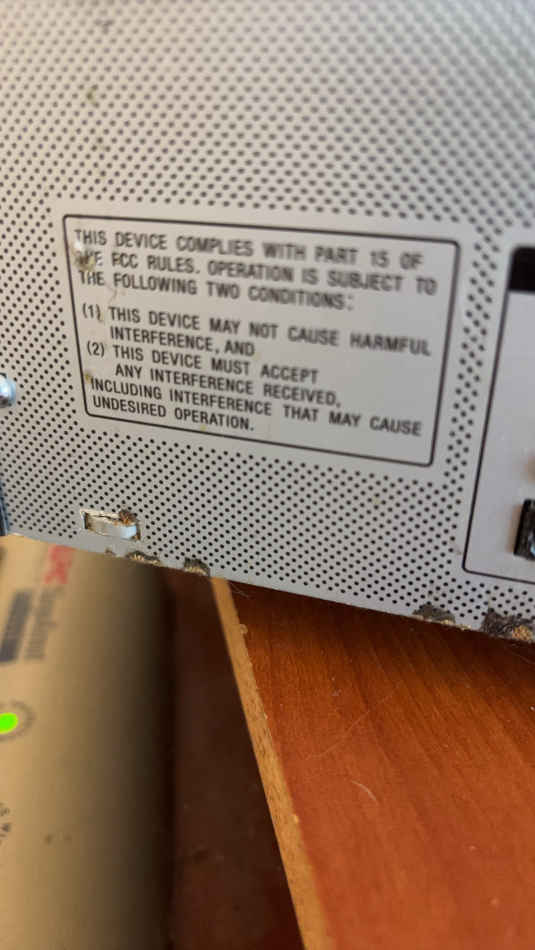 THIS DEVICE COMPLIES WITH PART 15 OF
THE FCC RULES. OPERATION IS SUBJECT TO
THE FOLLOWING TWO CONDITIONS:
(1) THIS DEVICE MAY NOT CAUSE HARMFUL
INTERFERENCE, AND
(2) THIS DEVICE MUST ACCEPT
ANY INTERFERENCE RECEIVED,
INCLUDING INTERFERENCE THAT MAY CAUSE
UNDESIRED OPERATION.